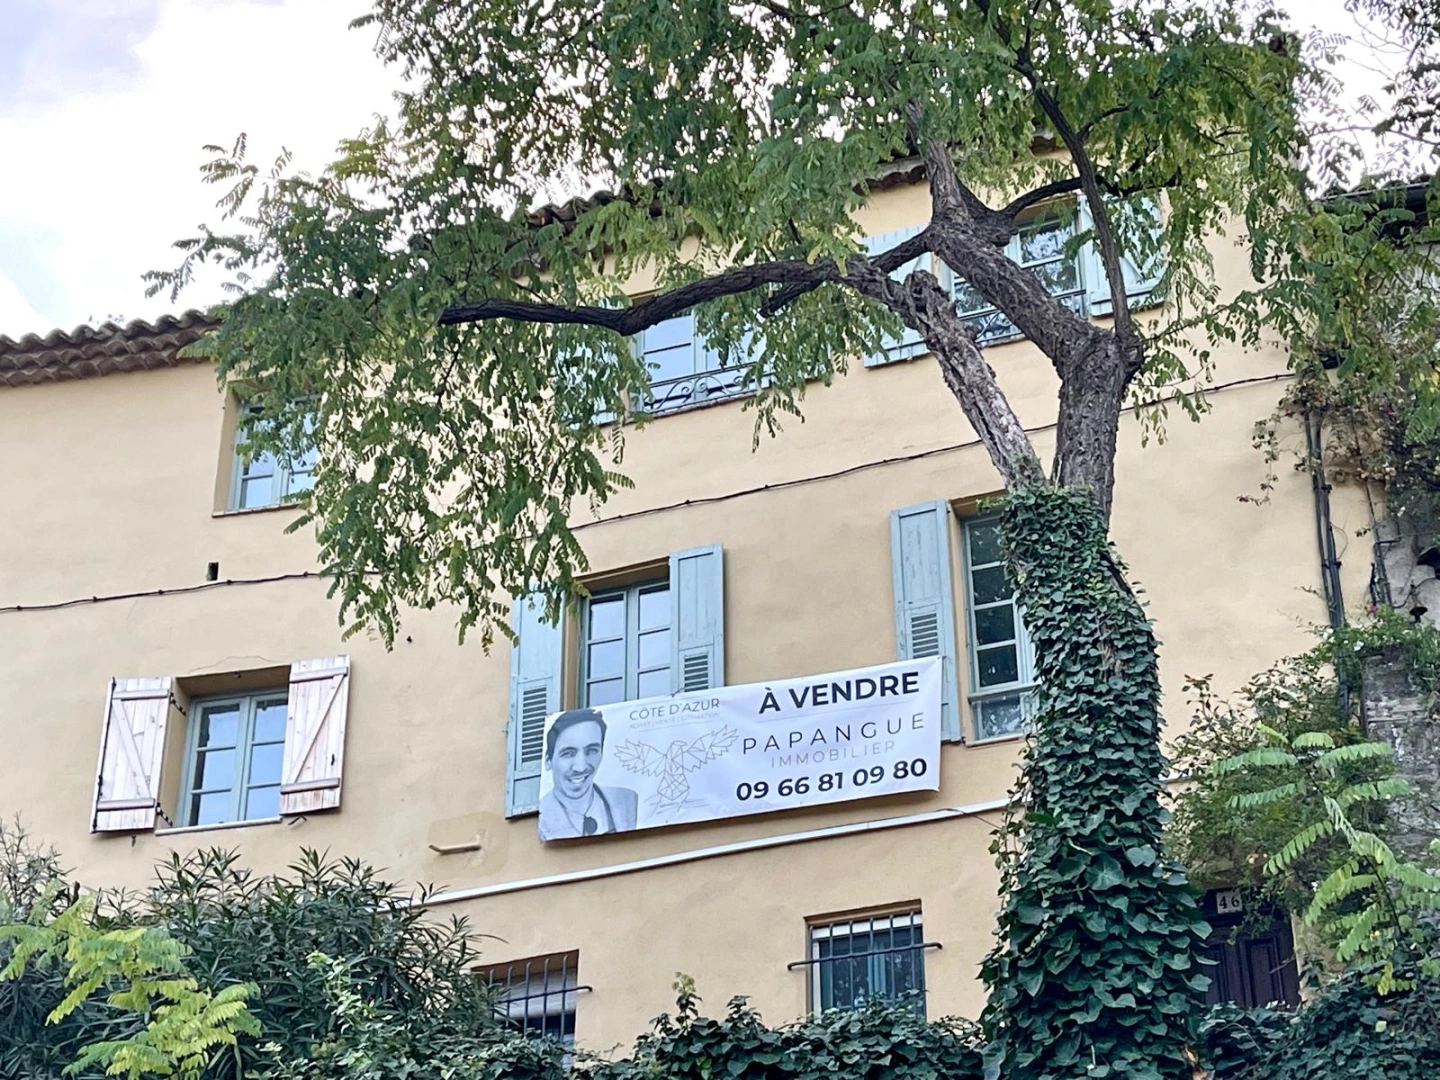 CÔTE D'AZUR
À VENDRE
PAPANGUE
IMMOBILIER
09 66 81 09 80
46